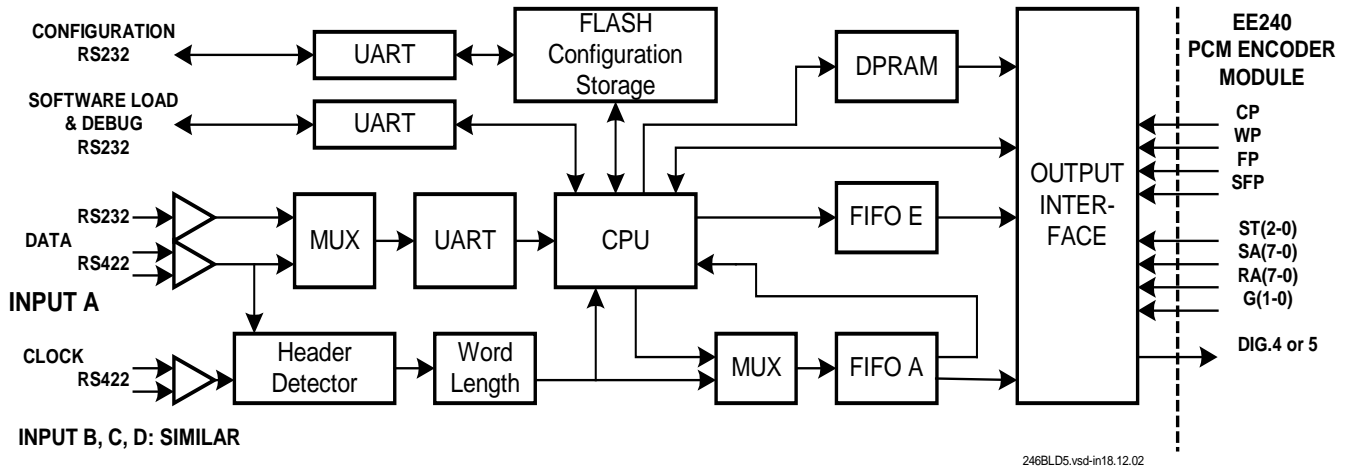 CONFIGURATION
RS232
UART
FLASH
Configuration
Storage
SOFTWARE LOAD
& DEBUG
RS232
UART
DPRAM
EE240
PCM ENCODER
MODULE
CP
WP
FP
SFP
RS232
DATA
RS422
INPUT A
MUX
UART
CPU
FIFO E
OUTPUT
INTER-
FACE
ST(2-0)
SA(7-0)
RA(7-0)
G(1-0)
CLOCK
RS422
Header
Detector
Word
Length
MUX
FIFO A
DIG.4 or 5
INPUT B, C, D: SIMILAR
246BLD5.vsd-in18.12.02